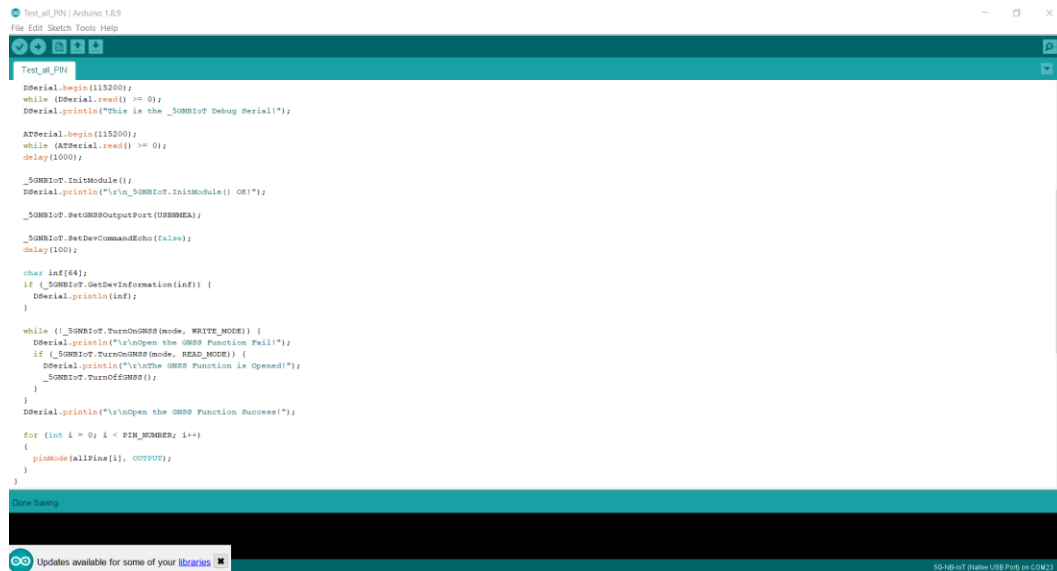 Test_all_PIN | Arduino 1.8.9
File Edit Sketch Tools Help
Test_all_PIN
DSerial.begin(115200);
while (DSerial.read() >= 0);
DSerial.println("This is the _5GNBIoT Debug Serial!");
ATSerial.begin(115200);
while (ATSerial.read() >= 0);
delay(1000);
_5GNBIoT.InitModule();
DSerial.println("\r\n_5GNBIoT.InitModule() OK!");
_5GNBIoT.SetGNSSOutputPort(USBNMEA);
_5GNBIoT.SetDevCommandEcho(false);
delay(100);
char inf[64];
if (_5GNBIoT.GetDevInformation(inf)) {
DSerial.println(inf);
}
while (!_5GNBIoT.TurnOnGNSS(mode, WRITE_MODE)) {
DSerial.println("\r\nOpen the GNSS Function Fail!");
if (_5GNBIoT.TurnOnGNSS(mode, READ_MODE)) {
DSerial.println("\r\nThe GNSS Function is Opened!");
_5GNBIoT.TurnOffGNSS();
}
}
DSerial.println("\r\nOpen the GNSS Function Success!");
for (int i = 0; i < PIN_NUMBER; i++)
{
pinMode(allPins[i], OUTPUT);
}
}
Done Saving.
Updates available for some of your libraries
5G-NB-IoT (Native USB Port) on COM23